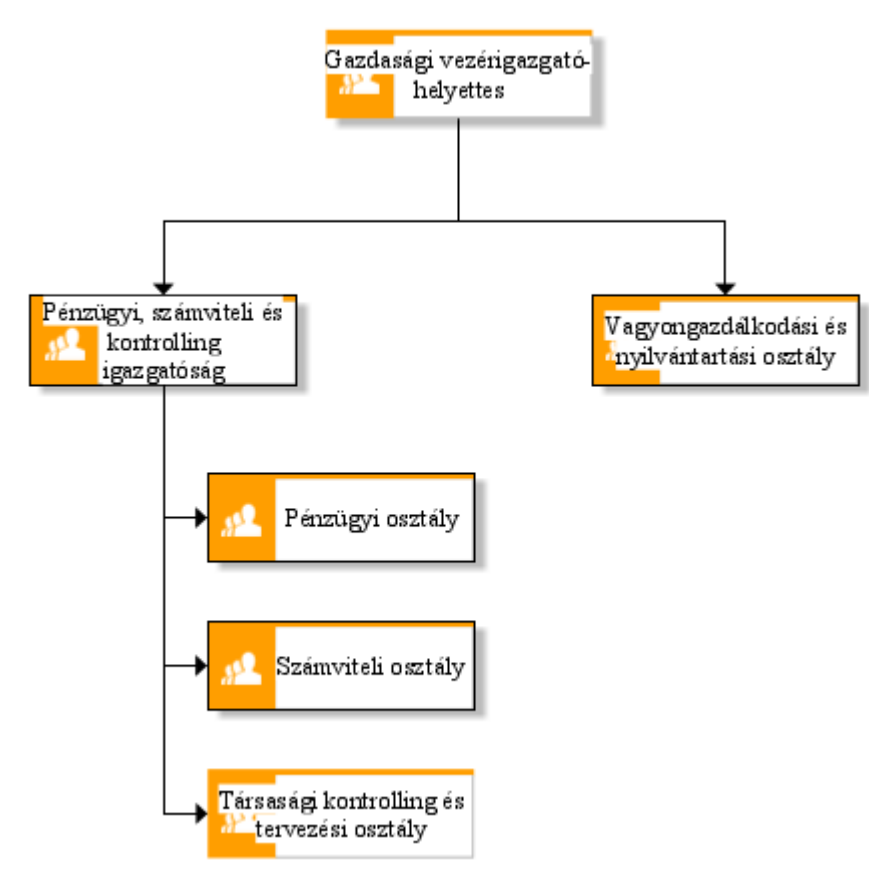 Gazdasági vezérigazgató-
helyettes
Pénzügyi, számviteli és
kontrolling
igazgatóság
Vagyongazdálkodási és
nyilvántartási osztály
Pénzügyi osztály
Számviteli osztály
Társasági kontrolling és
tervezési osztály